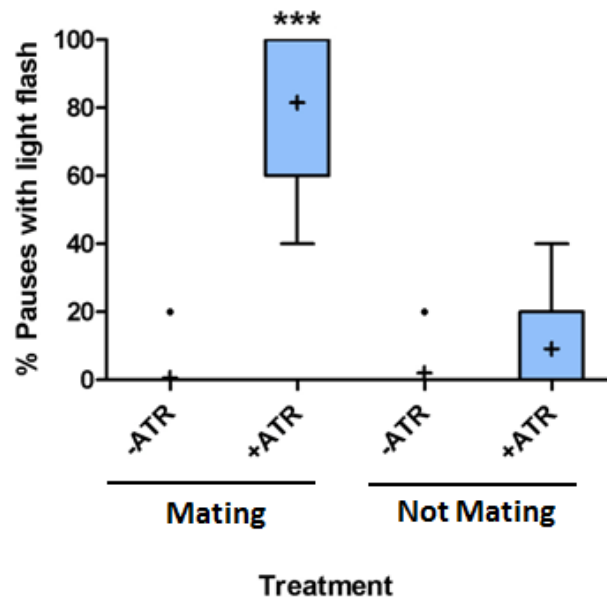 ***
% Pauses with light flash
100
80
60
40
20
0
-ATR +ATR -ATR +ATR
Mating Not Mating
Treatment